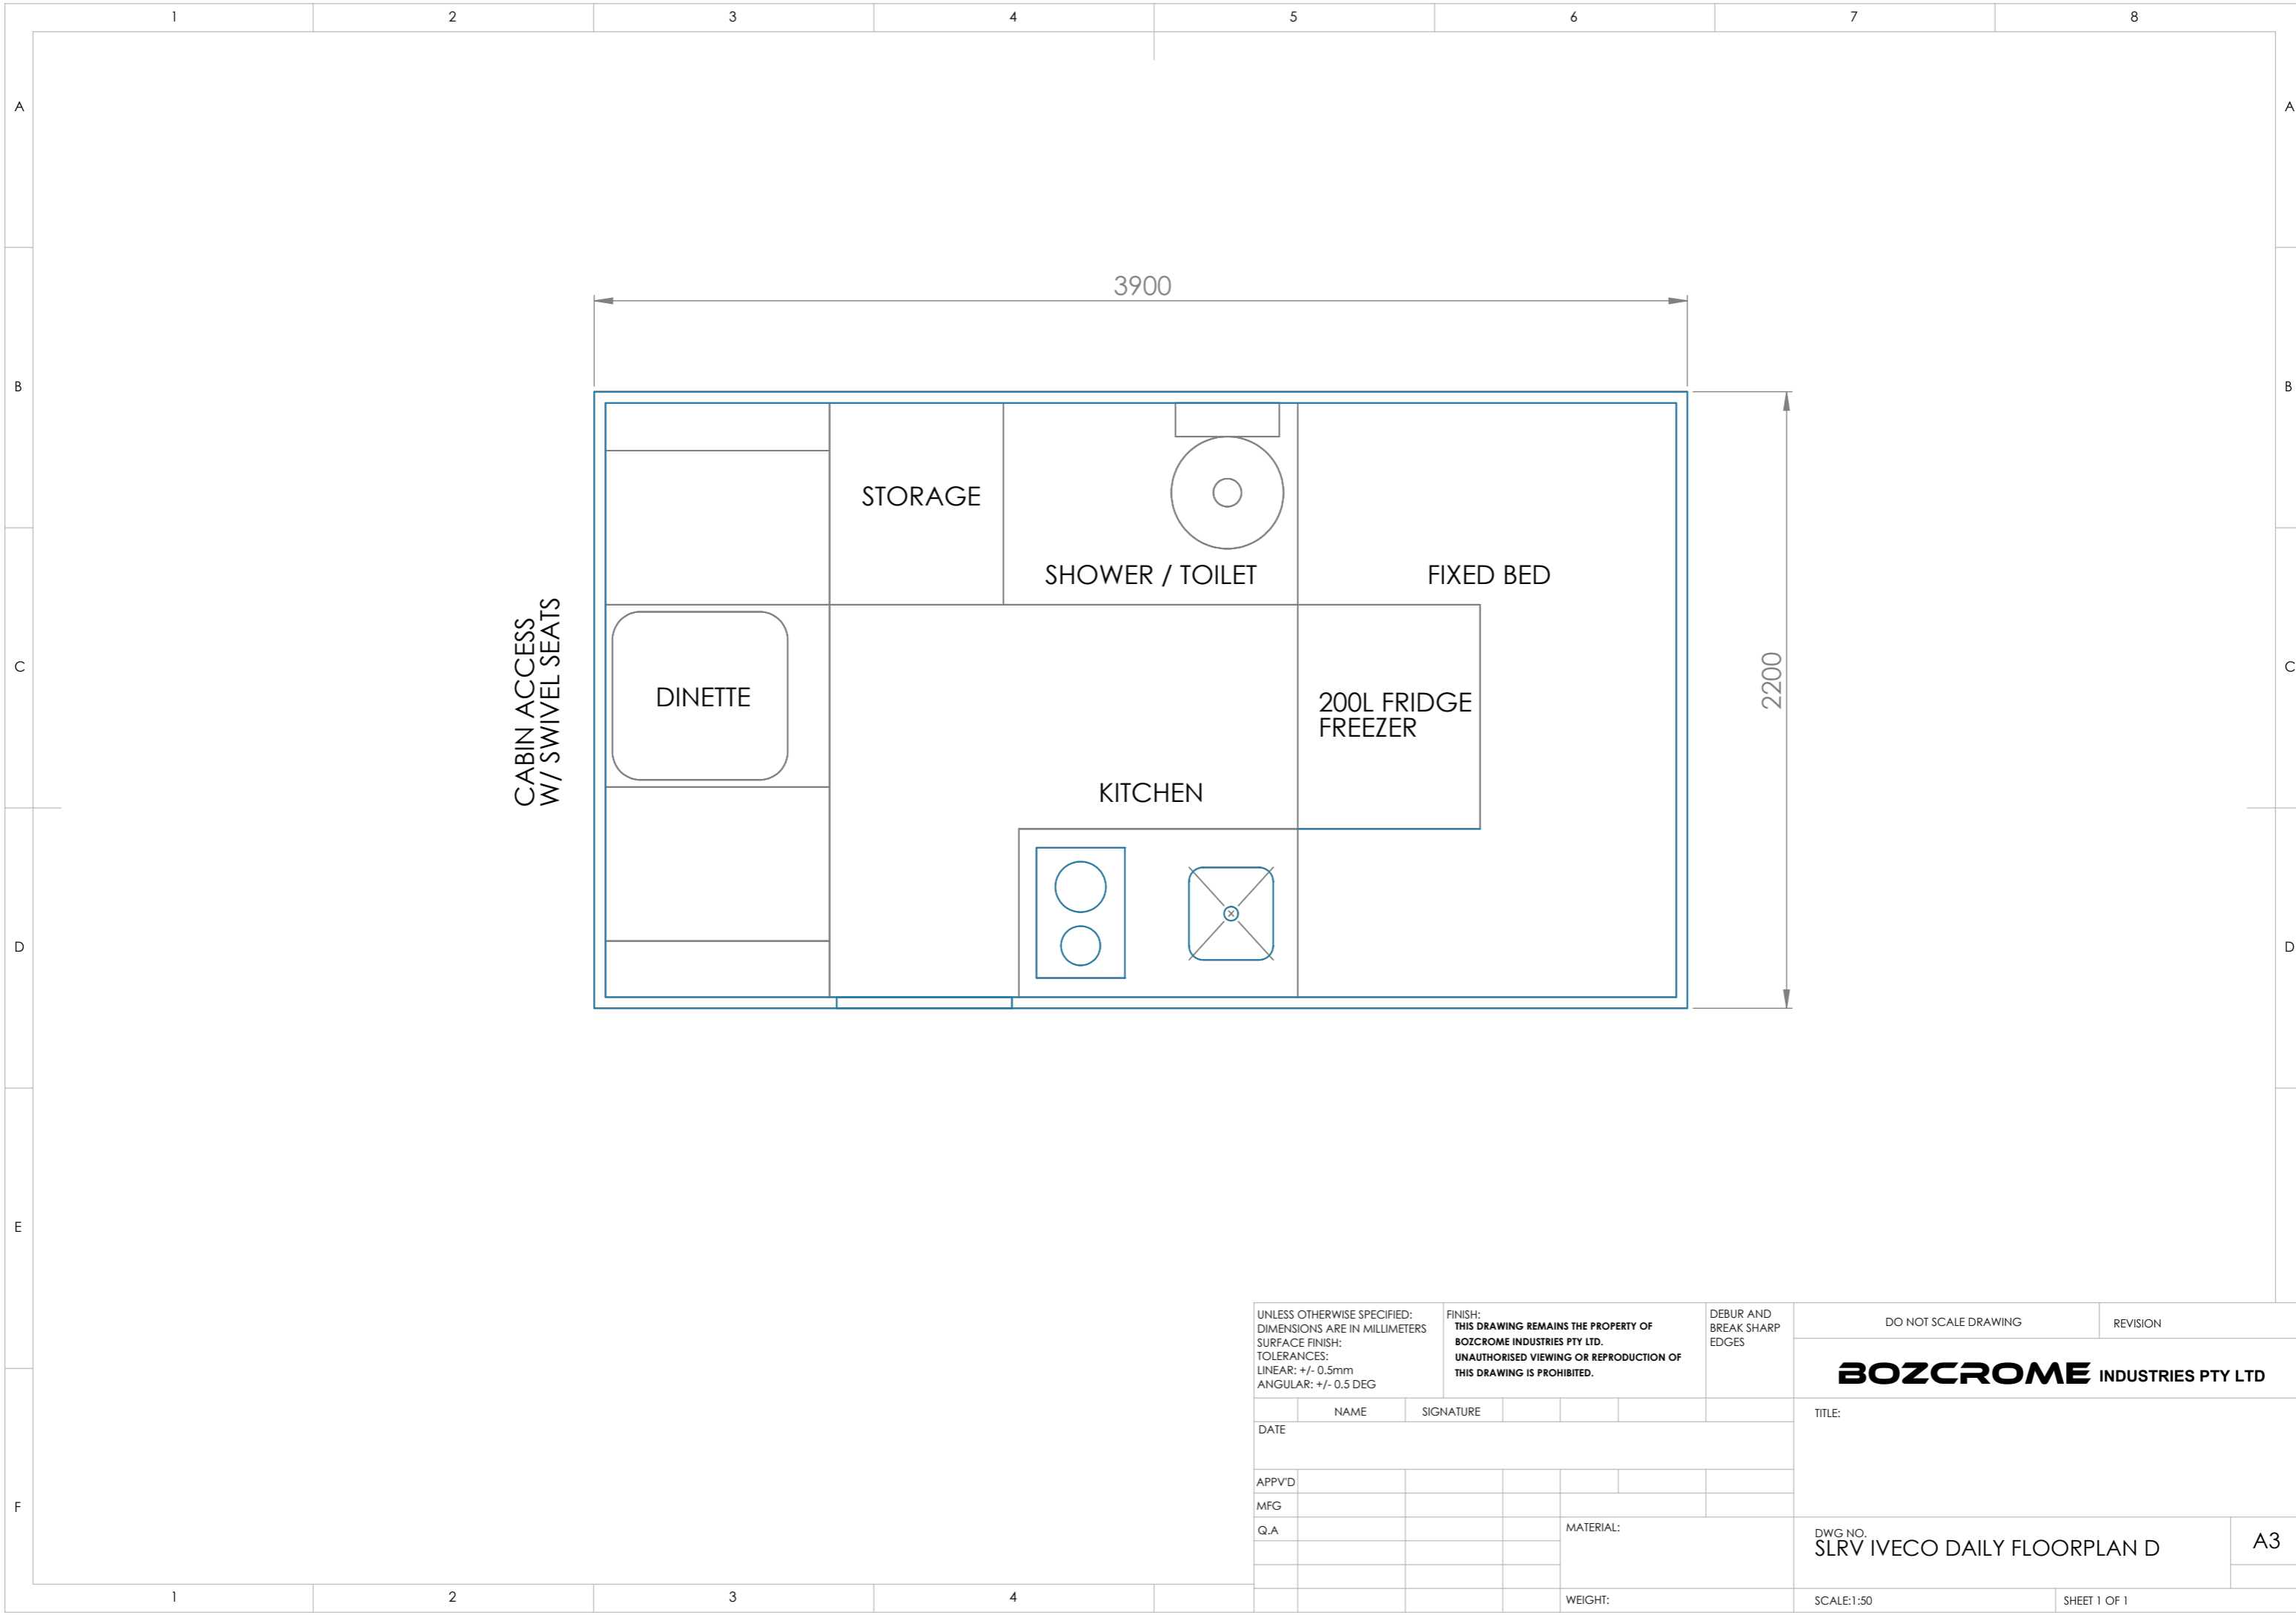 1 2 3 4 5 6 7 8
A A
B B
C C
D D
E
F
3900
2200
STORAGE
SHOWER / TOILET
FIXED BED
CABIN ACCESS
W/ SWIVEL SEATS
DINETTE
200L FRIDGE
FREEZER
KITCHEN
UNLESS OTHERWISE SPECIFIED:
DIMENSIONS ARE IN MILLIMETERS
SURFACE FINISH:
TOLERANCES:
LINEAR: +/- 0.5mm
ANGULAR: +/- 0.5 DEG
FINISH:
THIS DRAWING REMAINS THE PROPERTY OF
BOZCROME INDUSTRIES PTY LTD.
UNAUTHORISED VIEWING OR REPRODUCTION OF
THIS DRAWING IS PROHIBITED.
DEBUR AND
BREAK SHARP
EDGES
DO NOT SCALE DRAWING
REVISION
BOZCROME INDUSTRIES PTY LTD
NAME
SIGNATURE
DATE
TITLE:
APPV'D
MFG
Q.A
MATERIAL:
DWG NO.
SLRV IVECO DAILY FLOORPLAN D
A3
WEIGHT:
SCALE:1:50
SHEET 1 OF 1
1 2 3 4